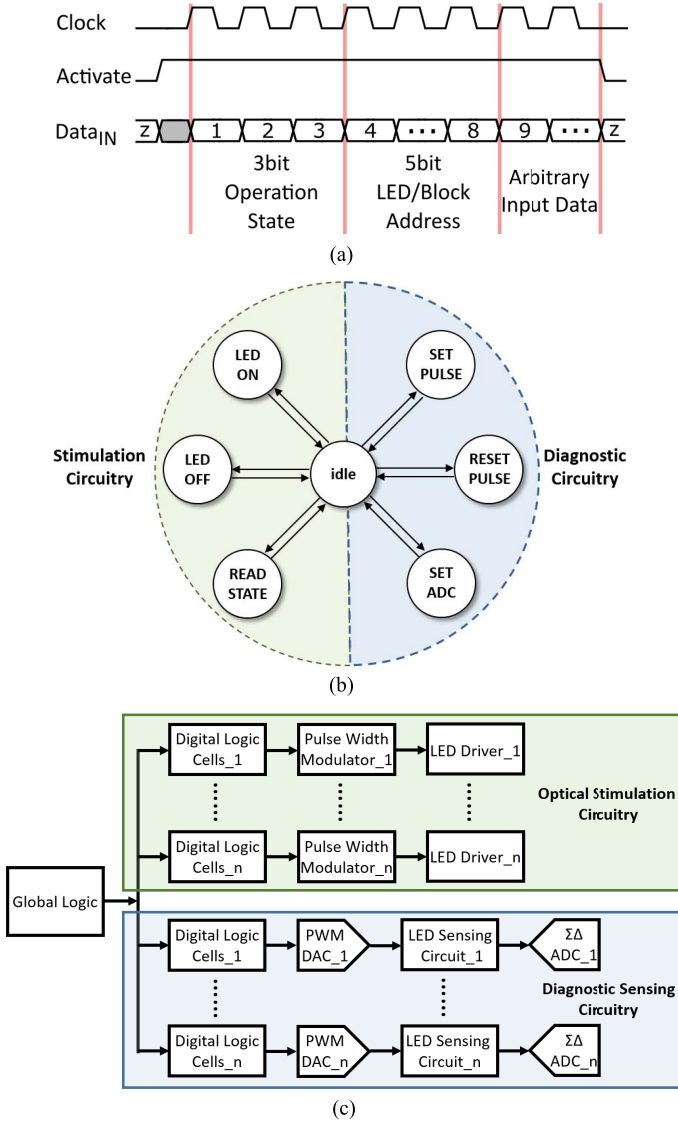 Clock
Activate
DataIN
z 1 2 3 4 ... 8 9 ... z
3bit
Operation
State
5bit
LED/Block
Address
Arbitrary
Input Data
(a)
LED
ON
SET
PULSE
Stimulation
Circuitry
LED
OFF
idle
RESET
PULSE
Diagnostic
Circuitry
READ
STATE
SET
ADC
(b)
Digital Logic
Cells_1
Pulse Width
Modulator_1
LED Driver_1
Optical Stimulation
Circuitry
Digital Logic
Cells_n
Pulse Width
Modulator_n
LED Driver_n
Global Logic
Digital Logic
Cells_1
PWM
DAC_1
LED Sensing
Circuit_1
ΣΔ
ADC_1
Diagnostic Sensing
Circuitry
Digital Logic
Cells_n
PWM
DAC_n
LED Sensing
Circuit_n
ΣΔ
ADC_n
(c)